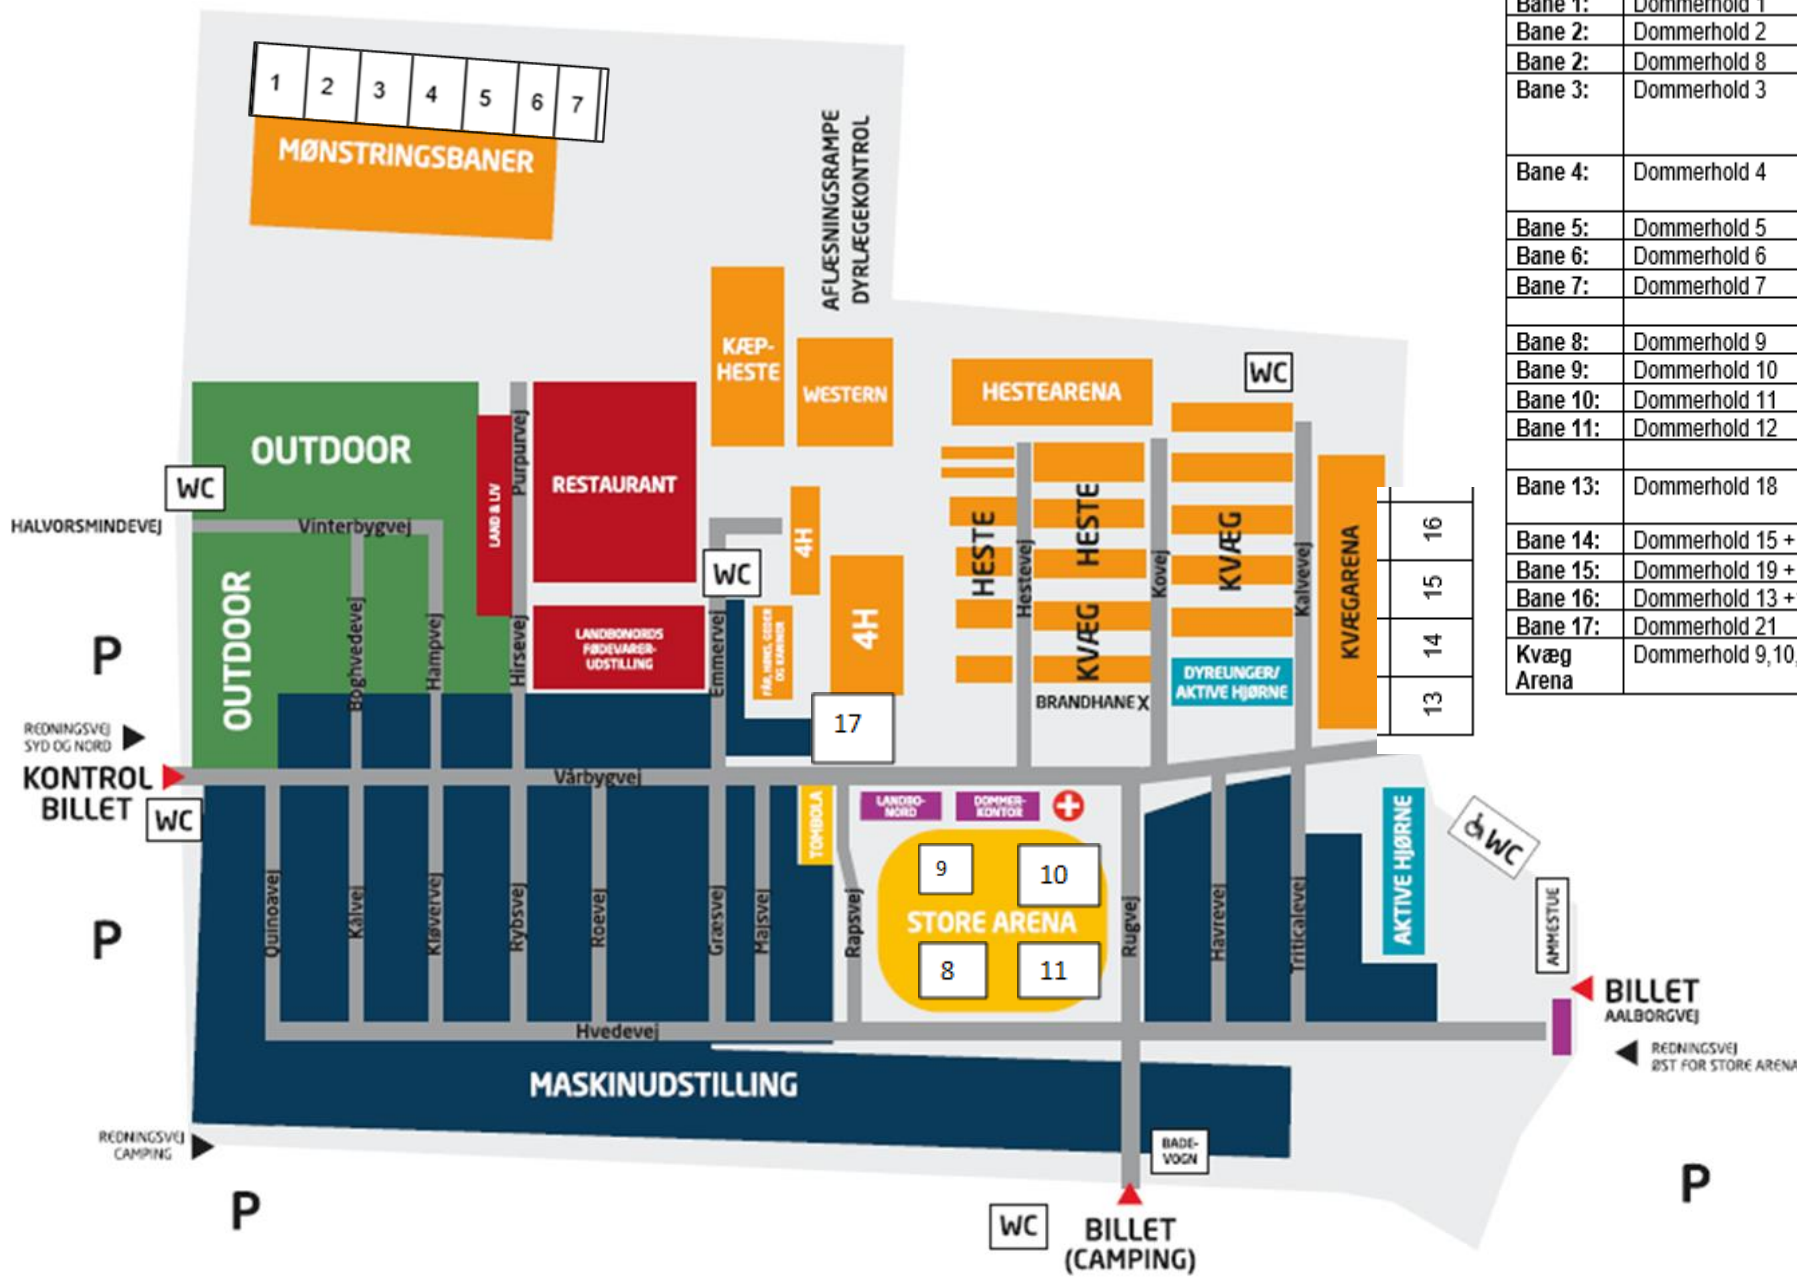 1 2 3 4 5 6 7
MØNSTRINGSBANER
AFLÆSNINGSRAMPE
DYRLÆGEKONTROL
Bane 1: Dommerhold 1
Bane 2: Dommerhold 2
Bane 2: Dommerhold 8
Bane 3: Dommerhold 3
Bane 4: Dommerhold 4
Bane 5: Dommerhold 5
Bane 6: Dommerhold 6
Bane 7: Dommerhold 7
Bane 8: Dommerhold 9
Bane 9: Dommerhold 10
Bane 10: Dommerhold 11
Bane 11: Dommerhold 12
Bane 13: Dommerhold 18
Bane 14: Dommerhold 15 +
Bane 15: Dommerhold 19 +
Bane 16: Dommerhold 13 +
Bane 17: Dommerhold 21
Kvæg Dommerhold 9,10,
Arena
KÆP-
HESTE
WESTERN
HESTEARENA
WC
OUTDOOR
WC
LAND & LIV
Purpurvej
RESTAURANT
HALVORSMINDEVEJ
Vinterbygvej
WC
4H
4H
HESTE
Hestevej
HESTE
KVÆG
Kovej
KVÆG
Kalvevej
KVÆGARENA
16
15
14
13
OUTDOOR
Boghvedevej
Hampvej
Hirsevej
LANDBONORDS
FØDEVARER-
UDSTILLING
Emmervej
FÅR, HØNS, GEDER
OG KANINER
DYREUNGER/
AKTIVE HJØRNE
BRANDHANE X
17
P
REDNINGSVEJ
SYD OG NORD
KONTROL
BILLET
WC
Vårbygvej
TOMBOLA
LANDBO-
NORD
DOMMER-
KONTOR
9
10
STORE ARENA
8
11
Quinoavej
Kålvej
Kløvervej
Rybsvej
Roevej
Græsvej
Majsvej
Rapsvej
Rugvej
Havrevej
Triticalevej
AKTIVE HJØRNE
WC
AMMESTUE
P
BILLET
AALBORGVEJ
Hvedevej
REDNINGSVEJ
ØST FOR STORE ARENA
MASKINUDSTILLING
REDNINGSVEJ
CAMPING
BADE-
VOGN
P
P
WC
BILLET
(CAMPING)